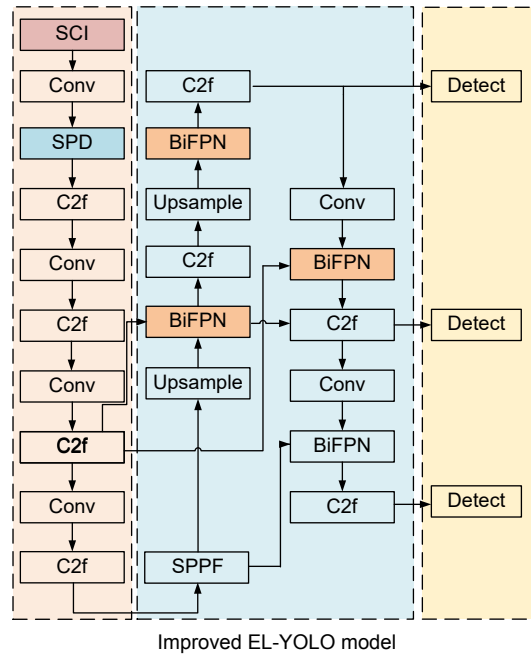 SCI
Conv
SPD
C2f
Conv
C2f
Conv
C2f
Conv
C2f
C2f
BiFPN
Upsample
C2f
BiFPN
Upsample
SPPF
Conv
BiFPN
C2f
Conv
BiFPN
C2f
Detect
Detect
Detect
Improved EL-YOLO model